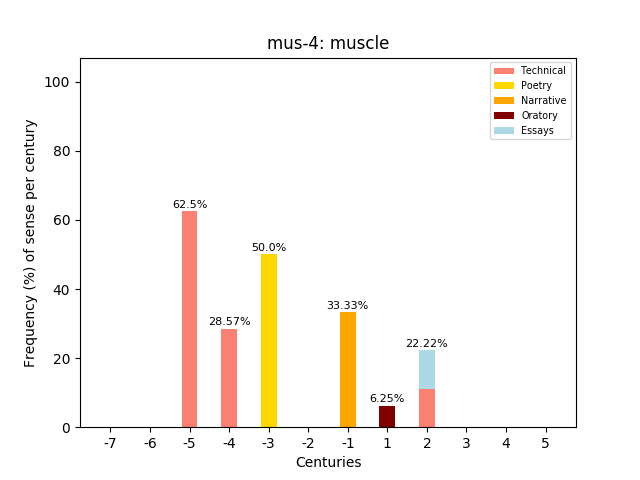 mus-4: muscle
Technical
Poetry
Narrative
Oratory
Essays
Frequency (%) of sense per century
100
80
60
40
20
0
62.5%
28.57%
50.0%
33.33%
6.25%
22.22%
-7 -6 -5 -4 -3 -2 -1 1 2 3 4 5
Centuries